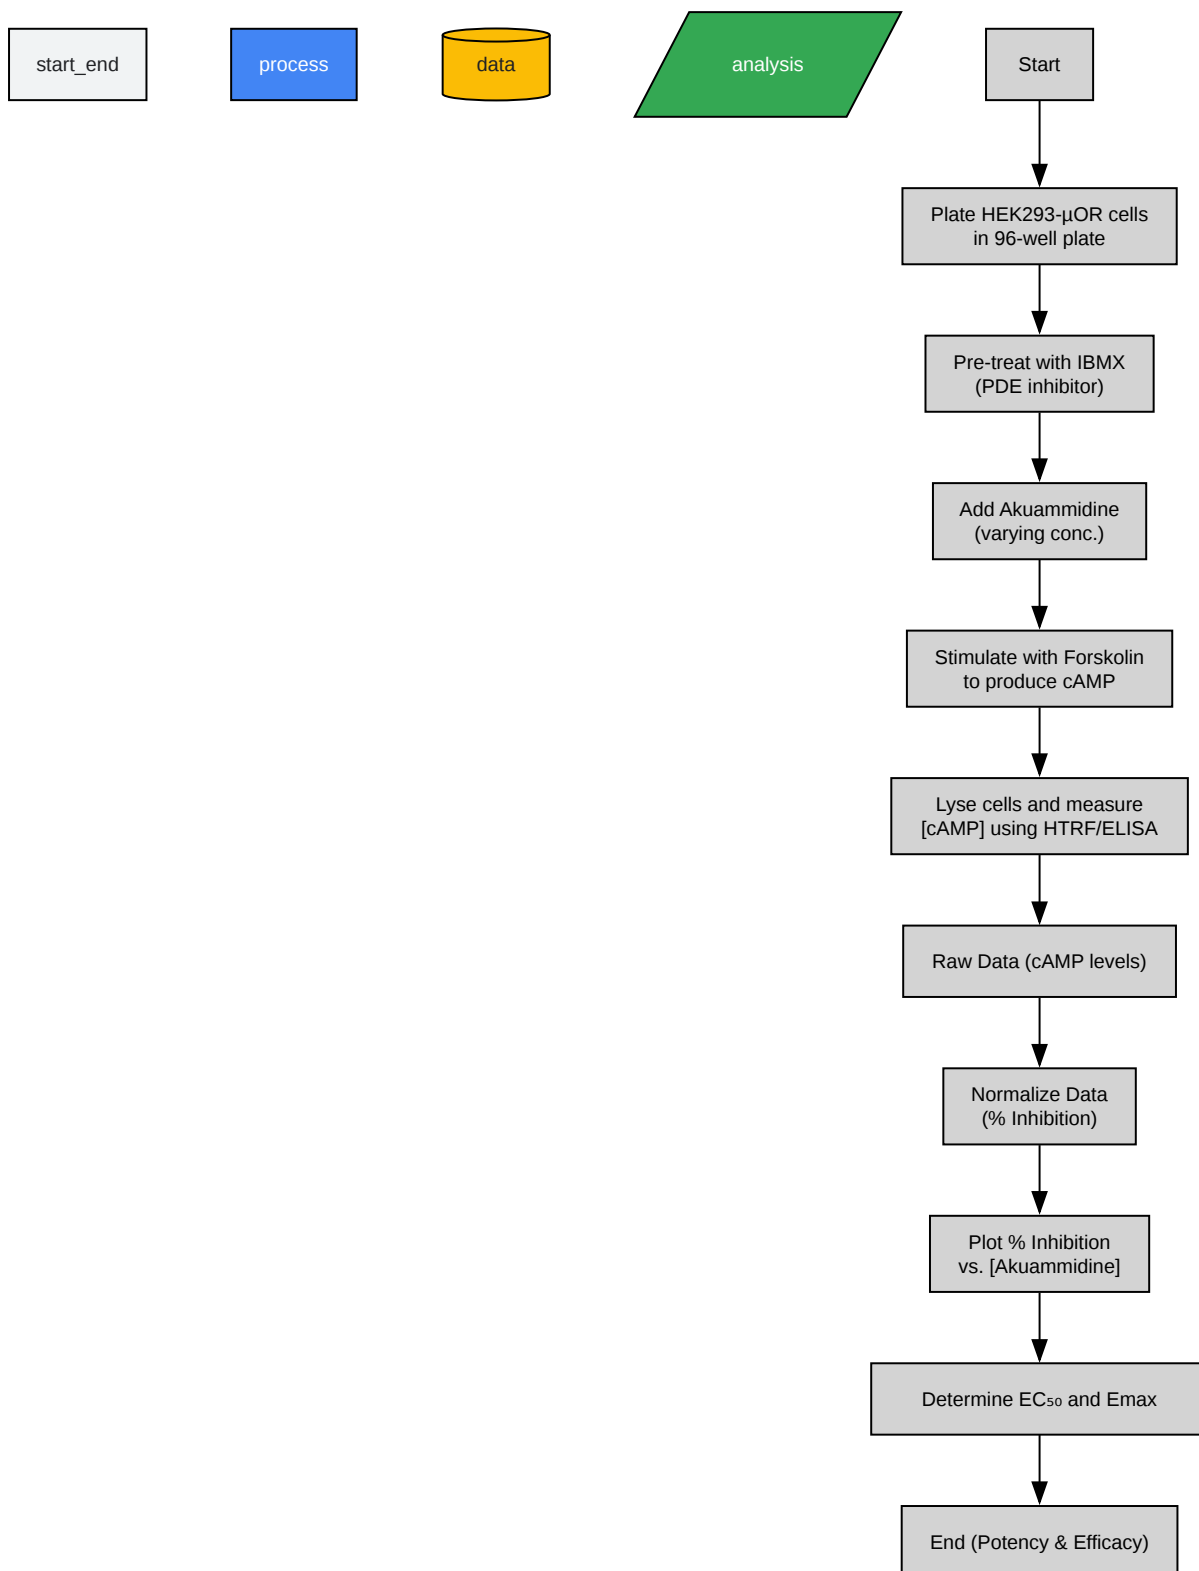 start_end
process
data
analysis
Start
Plate HEK293-µOR cells
in 96-well plate
Pre-treat with IBMX
(PDE inhibitor)
Add Akuammidine
(varying conc.)
Stimulate with Forskolin
to produce cAMP
Lyse cells and measure
[cAMP] using HTRF/ELISA
Raw Data (cAMP levels)
Normalize Data
(% Inhibition)
Plot % Inhibition
vs. [Akuammidine]
Determine EC₅₀ and Emax
End (Potency & Efficacy)